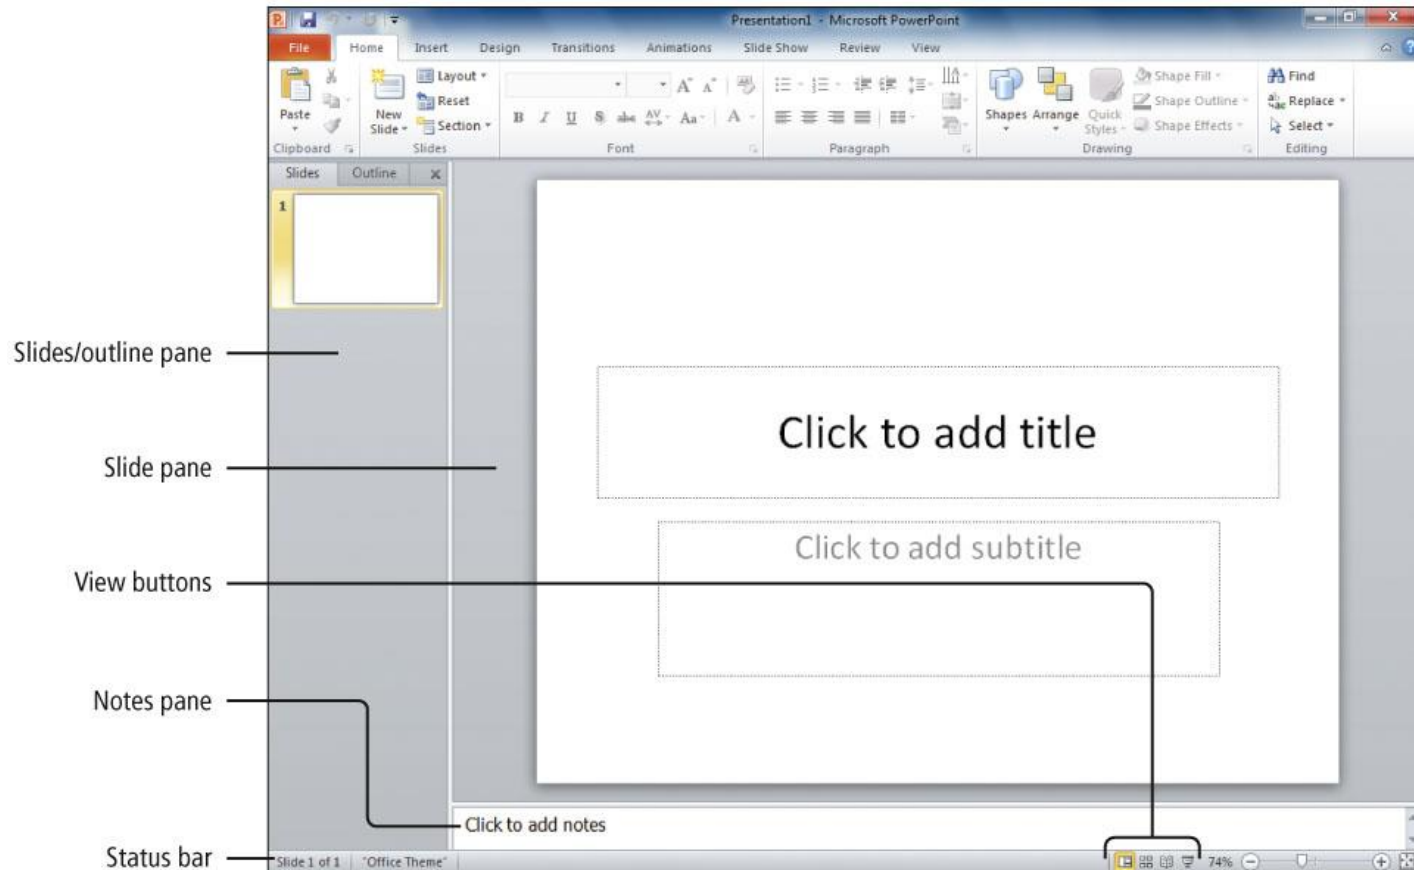 Presentation1 - Microsoft PowerPoint
File Home Insert Design Transitions Animations Slide Show Review View
Paste
New Slide
Layout
Reset
Section
B I U S abc AV Aa A
A A
Shapes Arrange Quick Styles
Shape Fill
Shape Outline
Shape Effects
Find
Replace
Select
Clipboard Slides Font Paragraph Drawing Editing
Slides Outline
1
Slides/outline pane
Click to add title
Slide pane
Click to add subtitle
View buttons
Notes pane
Click to add notes
Status bar
Slide 1 of 1 "Office Theme" 74%